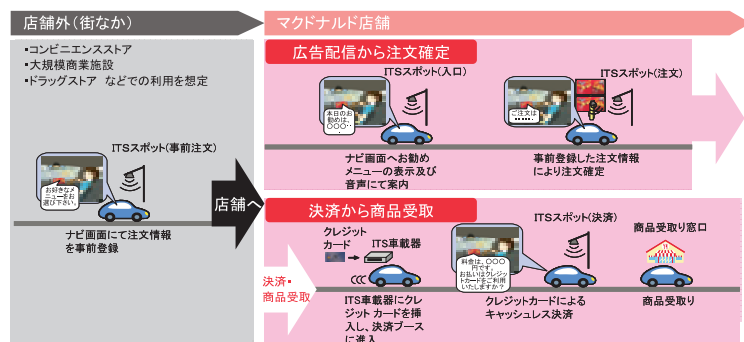 店舗外(街なか)
マクドナルド店舗
▪コンビニエンスストア
▪大規模商業施設
▪ドラッグストア などでの利用を想定
ITSスポット(事前注文)
お好きなメ
ニューをお
選び下さい。
ナビ画面にて注文情報
を事前登録
店舗へ
広告配信から注文確定
ITSスポット(入口)
本日のお
勧めは、
〇〇〇‥
.
ナビ画面へお勧め
メニューの表示及び
音声にて案内
ITSスポット(注文)
ご注文は
‥‥‥
事前登録した注文情報
により注文確定
決済・
商品受取
決済から商品受取
クレジット
カード
ITS車載器
ITS車載器にクレ
ジット カードを挿
入し、決済ブース
に進入
ITSスポット(決済)
料金は、〇〇〇
円です。
お払いはクレジッ
トカードをご利用
いたしますか?
クレジットカードによる
キャッシュレス決済
商品受取り窓口
商品受取り